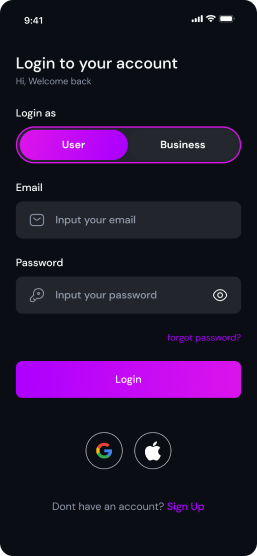 9:41
Login to your account
Hi, Welcome back
Login as
User
Business
Email
Input your email
Password
Input your password
forgot password?
Login
Dont have an account? Sign Up